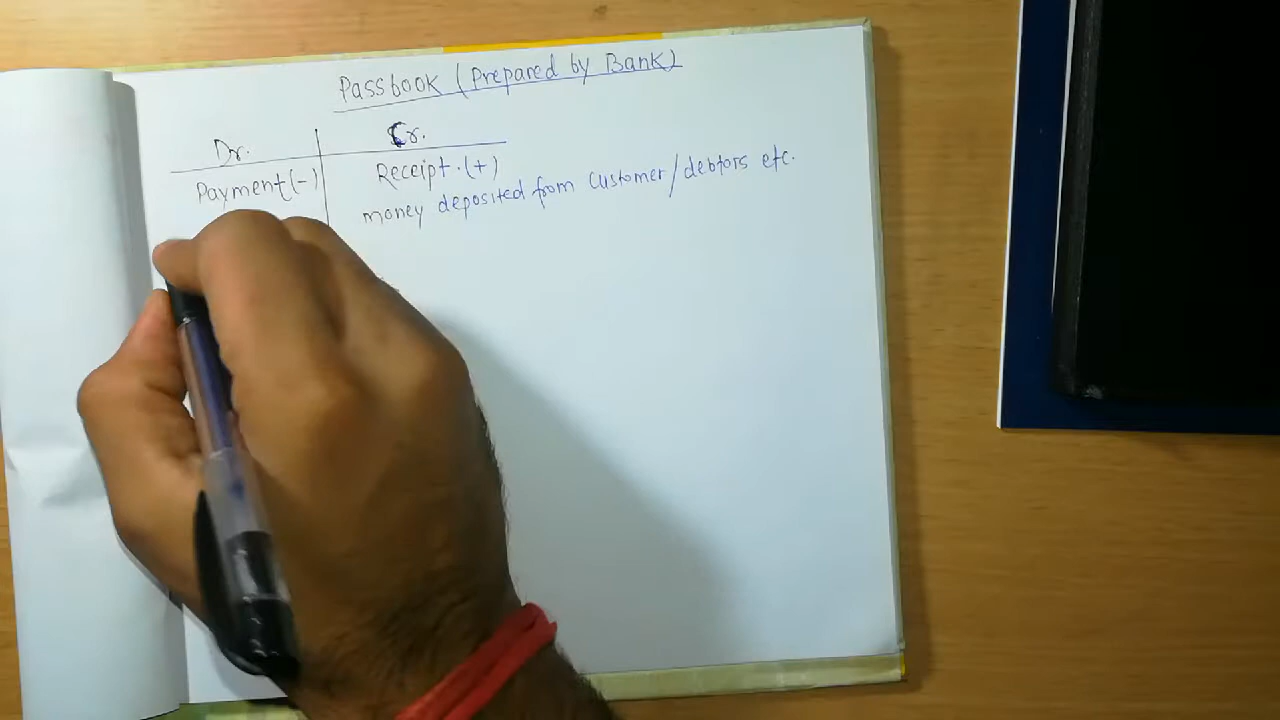 Passbook (Prepared by Bank)
Dr. Cr.
Payment(-) Receipt.(+)
money deposited from customer/debtors etc.